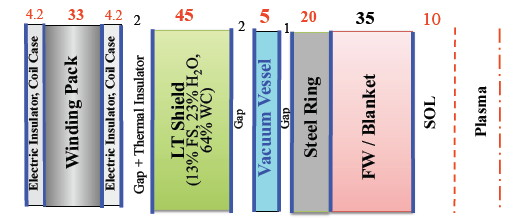 4.2
33
4.2
2
45
2
5
1
20
35
10
Electric Insulator, Coil Case
Winding Pack
Electric Insulator, Coil Case
Gap + Thermal Insulator
LT Shield
(13% FS, 23% H₂O,
64% WC)
Gap
Vacuum Vessel
Gap
Steel Ring
FW / Blanket
SOL
Plasma